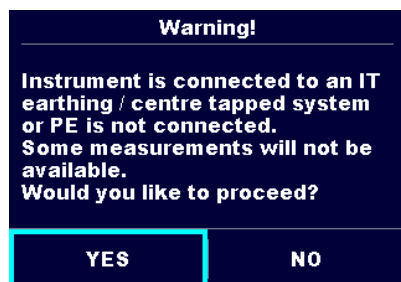 Warning!
Instrument is connected to an IT
earthing / centre tapped system
or PE is not connected.
Some measurements will not be
available.
Would you like to proceed?
YES
NO